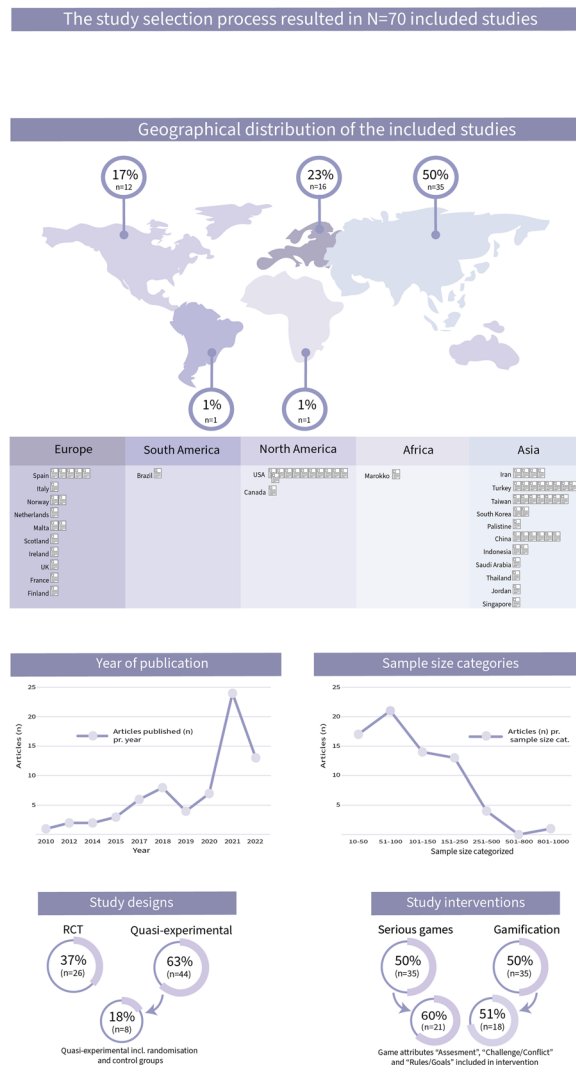 The study selection process resulted in N=70 included studies
Geographical distribution of the included studies
17%
n=12
23%
n=16
50%
n=35
1%
n=1
1%
n=1
Europe
South America
North America
Africa
Asia
Spain
Italy
Norway
Netherlands
Malta
Scotland
Ireland
UK
France
Finland
Brazil
USA
Canada
Marokko
Iran
Turkey
Taiwan
South Korea
Palistine
China
Indonesia
Saudi Arabia
Thailand
Jordan
Singapore
Year of publication
Articles (n)
25
20
15
10
5
Articles published (n)
pr. year
2010 2012 2014 2015 2017 2018 2019 2020 2021 2022
Year
Sample size categories
Articles (n)
25
20
15
10
5
Articles (n) pr.
sample size cat.
10-50 51-100 101-150 151-250 251-500 501-800 801-1000
Sample size categorized
Study designs
RCT
37%
(n=26)
Quasi-experimental
63%
(n=44)
18%
(n=8)
Quasi-experimental incl. randomisation
and control groups
Study interventions
Serious games
50%
(n=35)
Gamification
50%
(n=35)
60%
(n=21)
51%
(n=18)
Game attributes “Assesment”, “Challenge/Conflict”
and “Rules/Goals” included in intervention